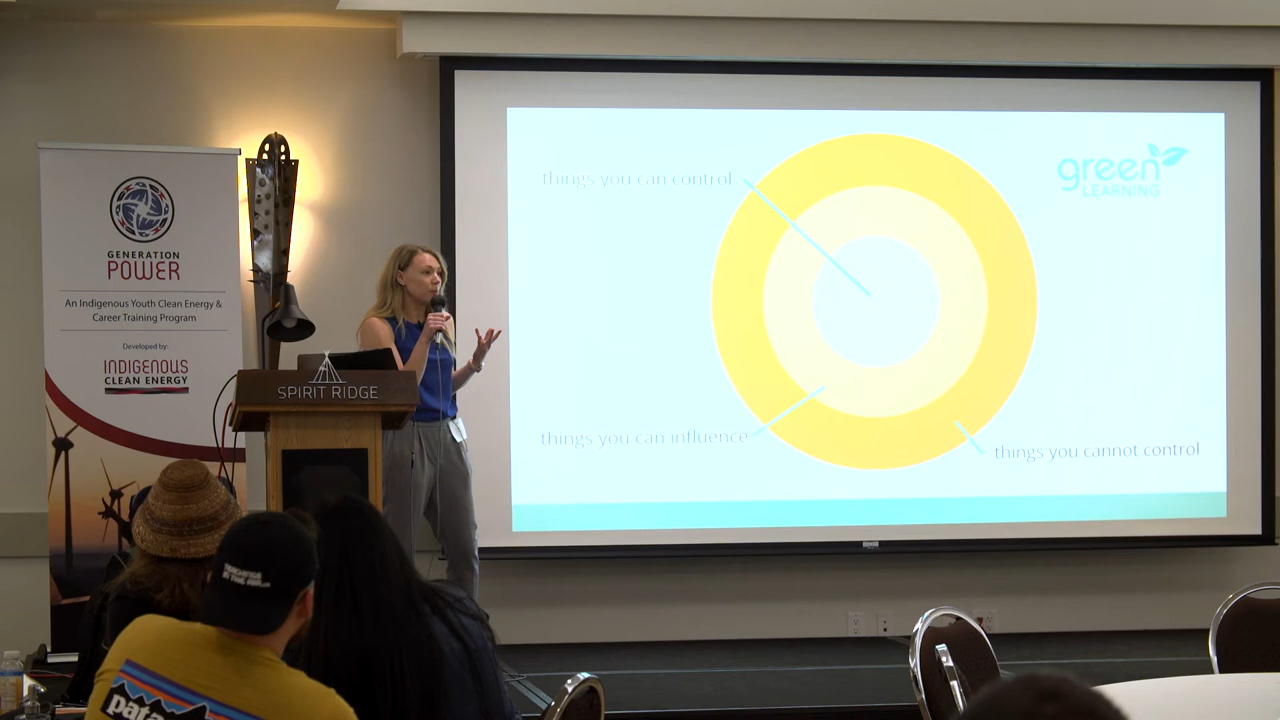 GENERATION
POWER
An Indigenous Youth Clean Energy &
Career Training Program
Developed by:
INDIGENOUS
CLEAN ENERGY
SPIRIT RIDGE
things you can control
green
LEARNING
things you can influence
things you cannot control